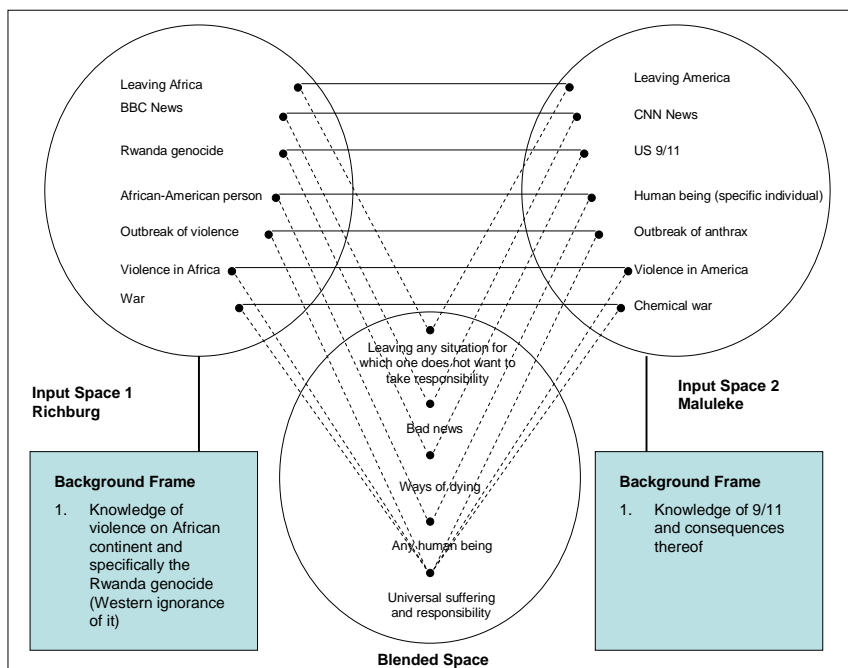 Leaving Africa
BBC News
Rwanda genocide
African-American person
Outbreak of violence
Violence in Africa
War
Leaving America
CNN News
US 9/11
Human being (specific individual)
Outbreak of anthrax
Violence in America
Chemical war
Leaving any situation for
which one does not want to
take responsibility
Bad news
Ways of dying
Any human being
Universal suffering
and responsibility
Input Space 1
Richburg
Input Space 2
Maluleke
Background Frame
1. Knowledge of
violence on African
continent and
specifically the
Rwanda genocide
(Western ignorance
of it)
Background Frame
1. Knowledge of 9/11
and consequences
thereof
Blended Space